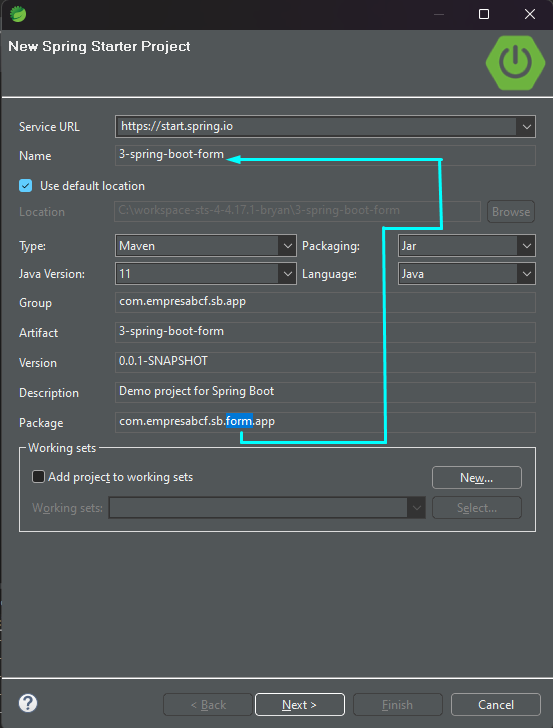 New Spring Starter Project
Service URL https://start.spring.io
Name 3-spring-boot-form
Use default location
Location C:\workspace-sts-4-4.17.1-bryan\3-spring-boot-form Browse
Type: Maven Packaging: Jar
Java Version: 11 Language: Java
Group com.empresabcf.sb.app
Artifact 3-spring-boot-form
Version 0.0.1-SNAPSHOT
Description Demo project for Spring Boot
Package com.empresabcf.sb.form.app
Working sets
Add project to working sets New...
Working sets: Select...
? < Back Next > Finish Cancel